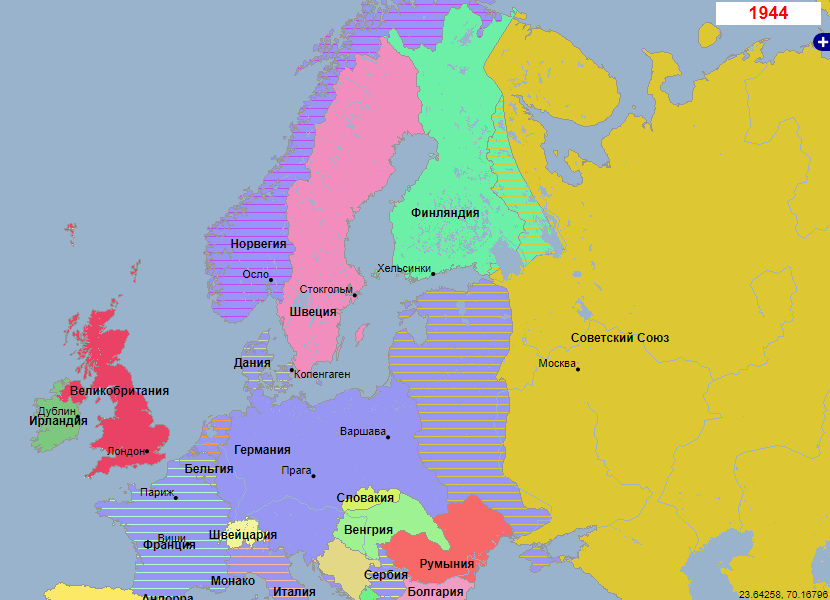 1944
Финляндия
Норвегия
Хельсинки
Осло
Стокгольм
Швеция
Советский Союз
Дания
Москва
Копенгаген
Великобритания
Дублин
Ирландия
Варшава
Лондон
Германия
Бельгия
Прага
Париж
Словакия
Венгрия
Швейцария
Виши
Франция
Румыния
Сербия
Монако
Италия
Болгария
Андорра
23.64258, 70.16796